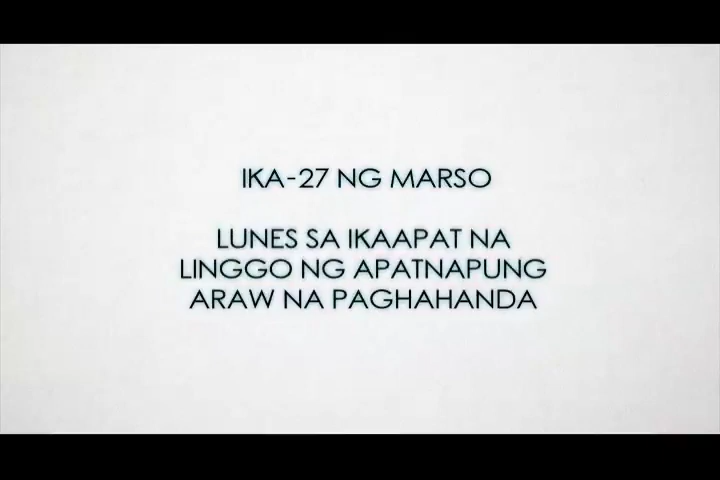 IKA-27 NG MARSO
LUNES SA IKAAPAT NA
LINGGO NG APATNAPUNG
ARAW NA PAGHAHANDA